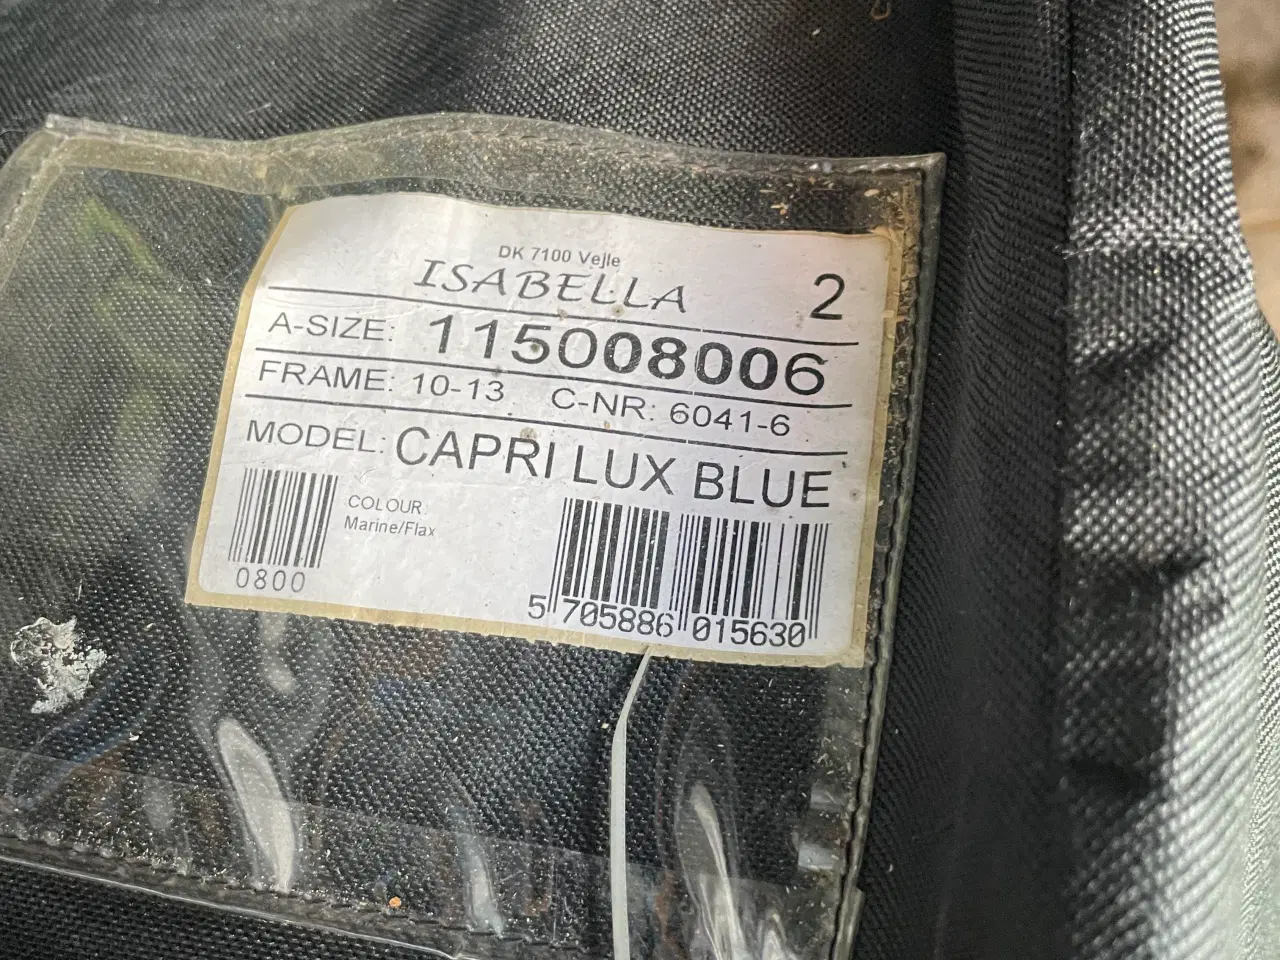 DK 7100 Vejle
ISABELLA 2
A-SIZE: 115008006
FRAME: 10-13 C-NR: 6041-6
MODEL: CAPRI LUX BLUE
COLOUR
Marine/Flax
0800
5 705886 015630